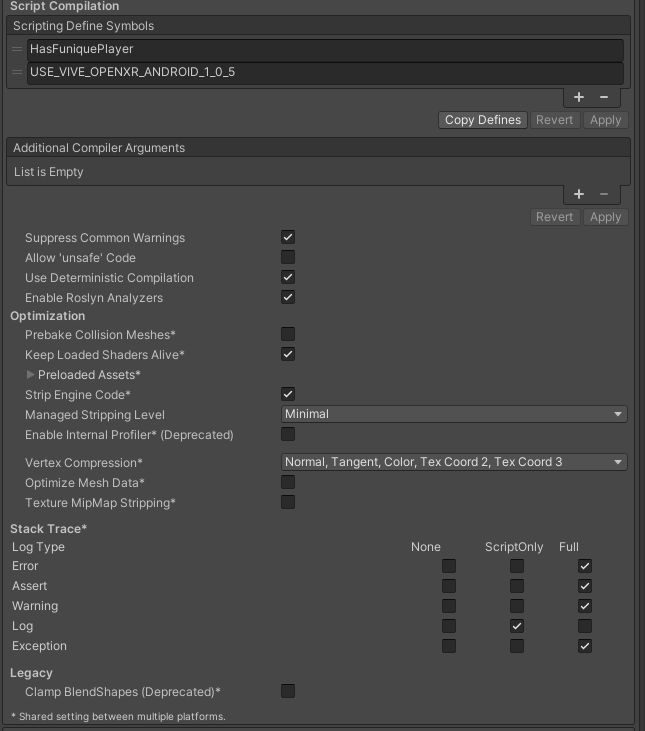 Script Compilation
Scripting Define Symbols
HasFuniquePlayer
USE_VIVE_OPENXR_ANDROID_1_0_5
+ −
Copy Defines Revert Apply
Additional Compiler Arguments
List is Empty
+ −
Revert Apply
Suppress Common Warnings
Allow 'unsafe' Code
Use Deterministic Compilation
Enable Roslyn Analyzers
Optimization
Prebake Collision Meshes*
Keep Loaded Shaders Alive*
Preloaded Assets*
Strip Engine Code*
Managed Stripping Level Minimal
Enable Internal Profiler* (Deprecated)
Vertex Compression* Normal, Tangent, Color, Tex Coord 2, Tex Coord 3
Optimize Mesh Data*
Texture MipMap Stripping*
Stack Trace*
Log Type None ScriptOnly Full
Error
Assert
Warning
Log
Exception
Legacy
Clamp BlendShapes (Deprecated)*
* Shared setting between multiple platforms.